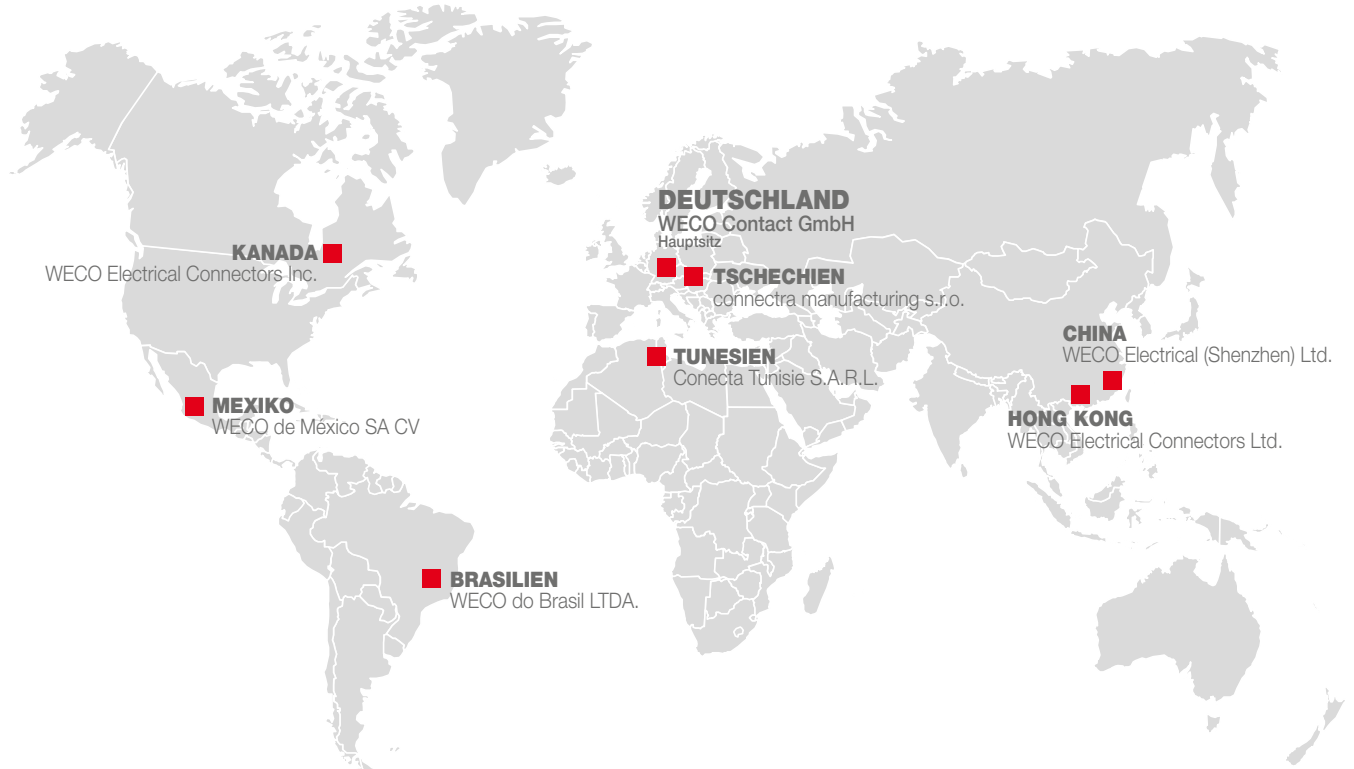 DEUTSCHLAND
WECO Contact GmbH
Hauptsitz
KANADA
WECO Electrical Connectors Inc.
TSCHECHIEN
connectra manufacturing s.r.o.
CHINA
WECO Electrical (Shenzhen) Ltd.
TUNESIEN
Conecta Tunisie S.A.R.L.
MEXIKO
WECO de México SA CV
HONG KONG
WECO Electrical Connectors Ltd.
BRASILIEN
WECO do Brasil LTDA.